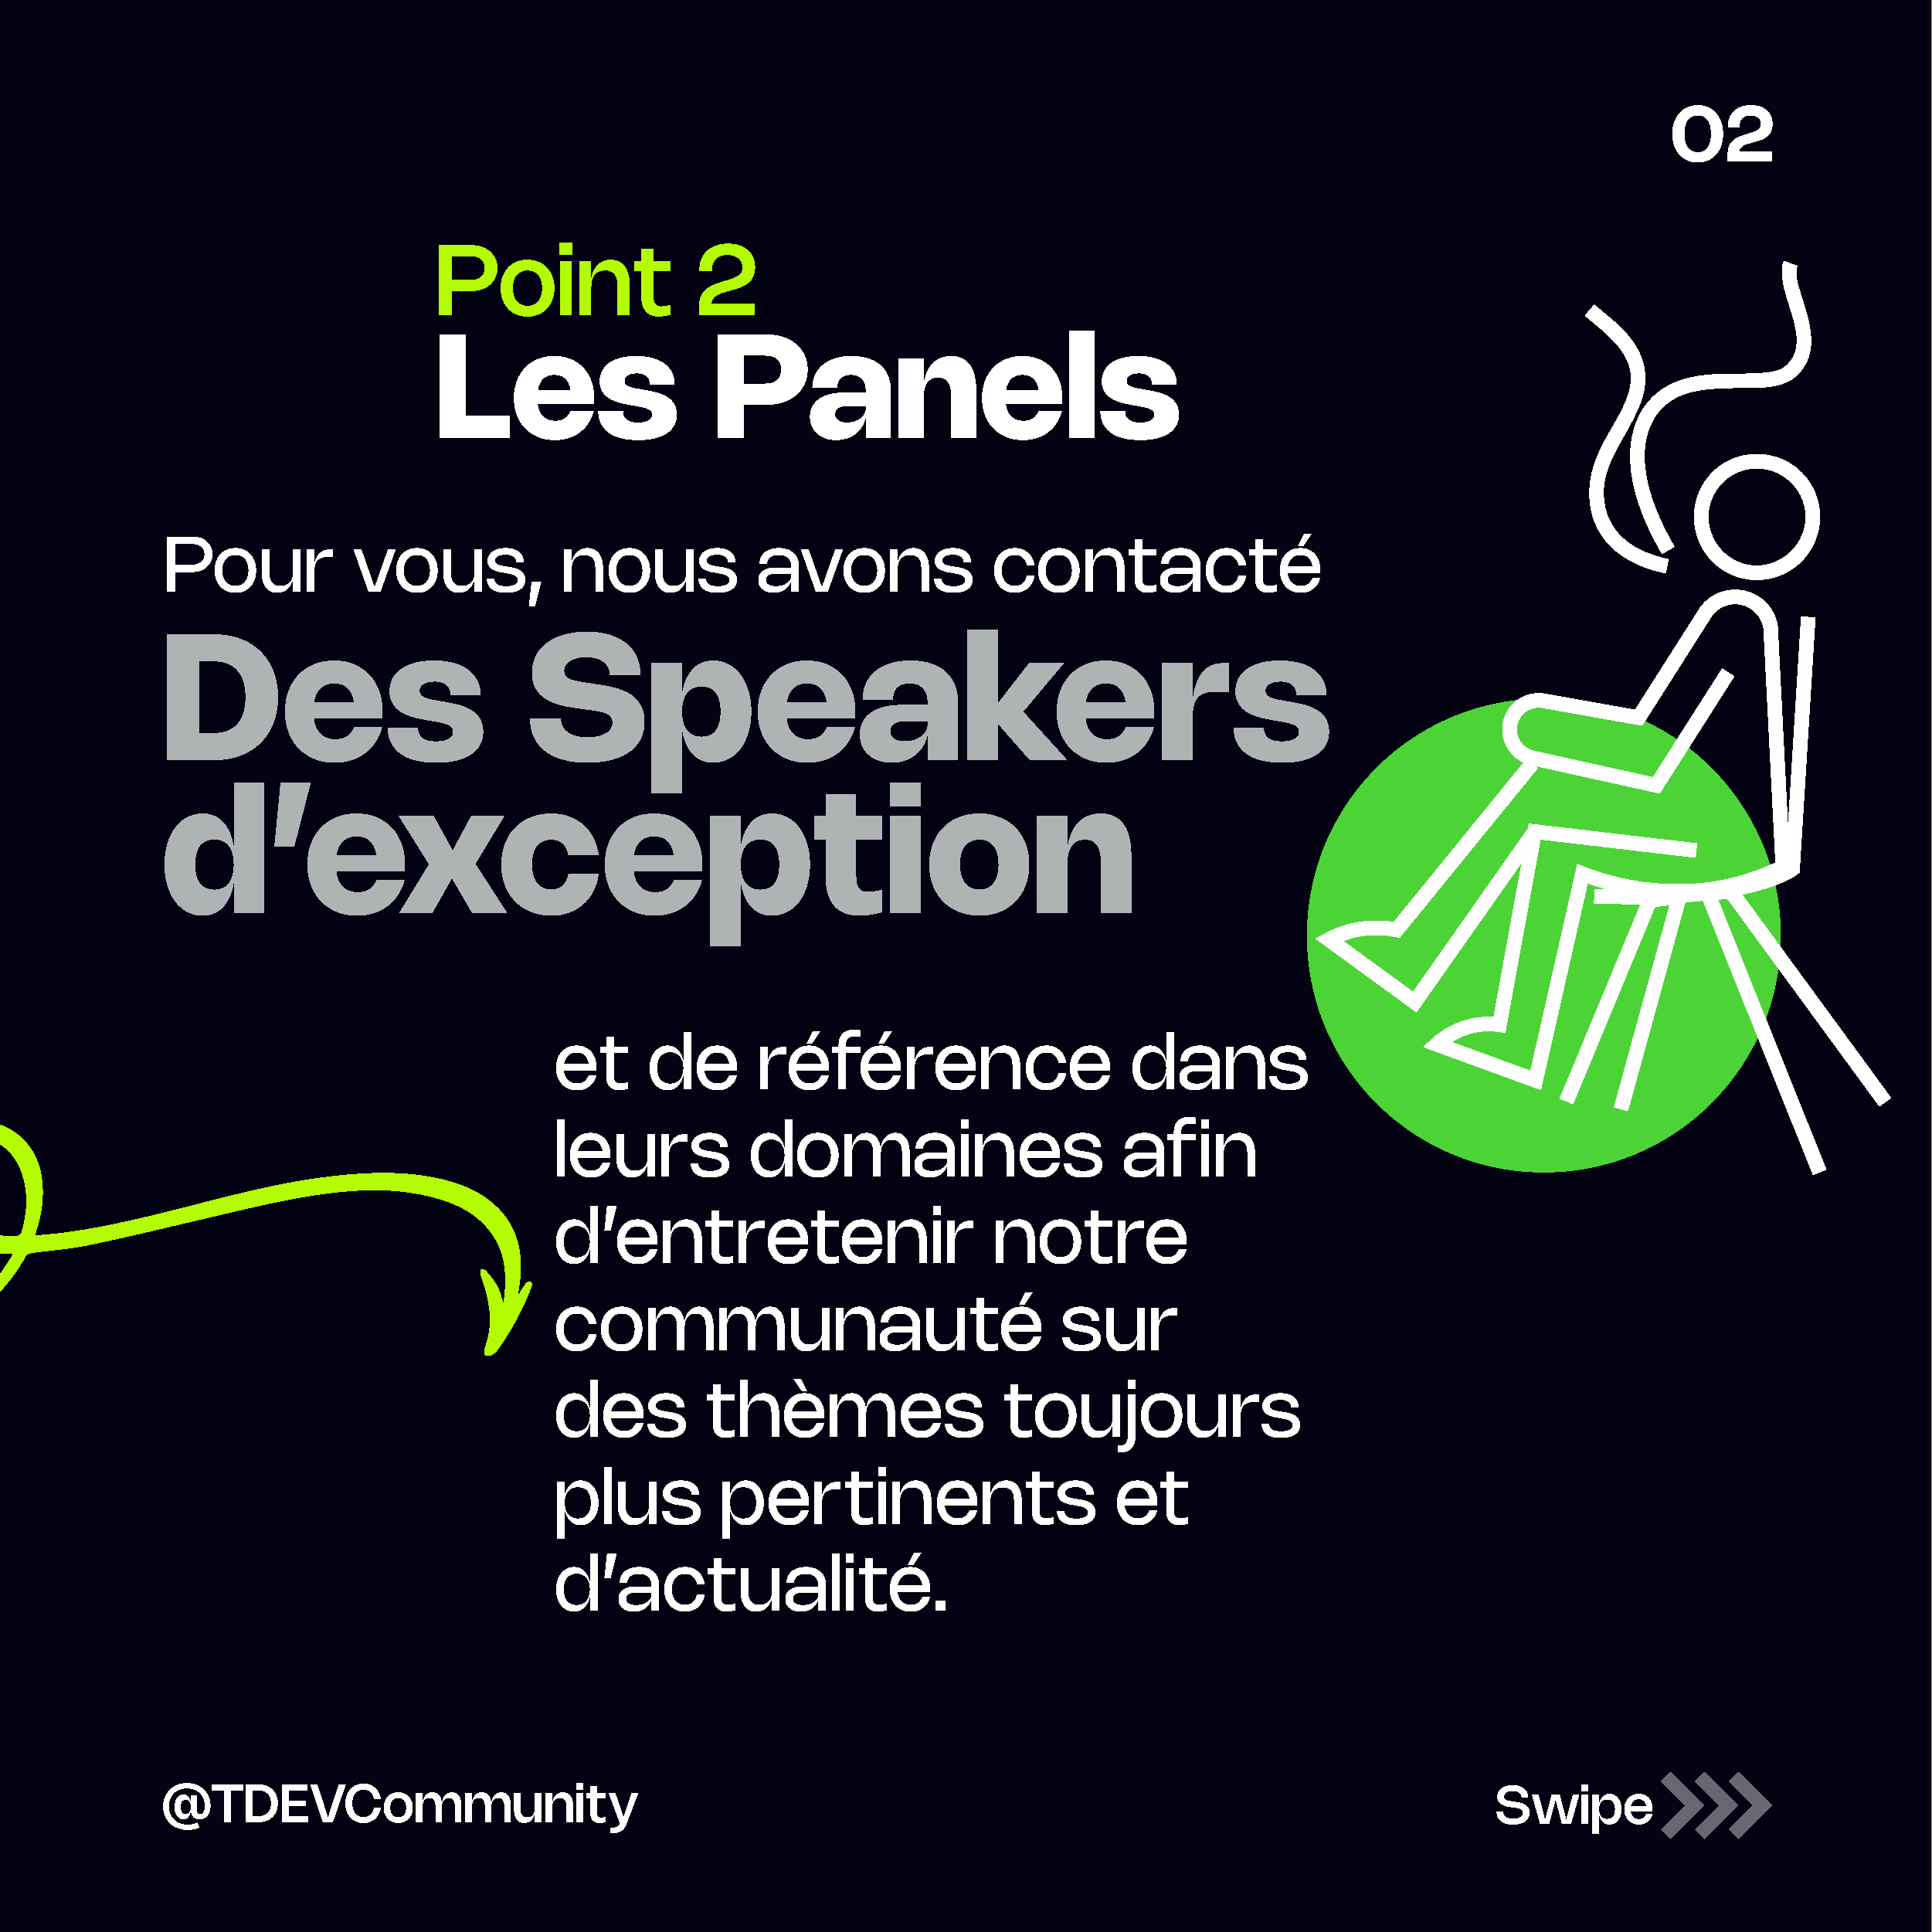 02
Point 2
Les Panels
Pour vous, nous avons contacté
Des Speakers
d'exception
et de référence dans
leurs domaines afin
d'entretenir notre
communauté sur
des thèmes toujours
plus pertinents et
d'actualité.
@TDEVCommunity
Swipe